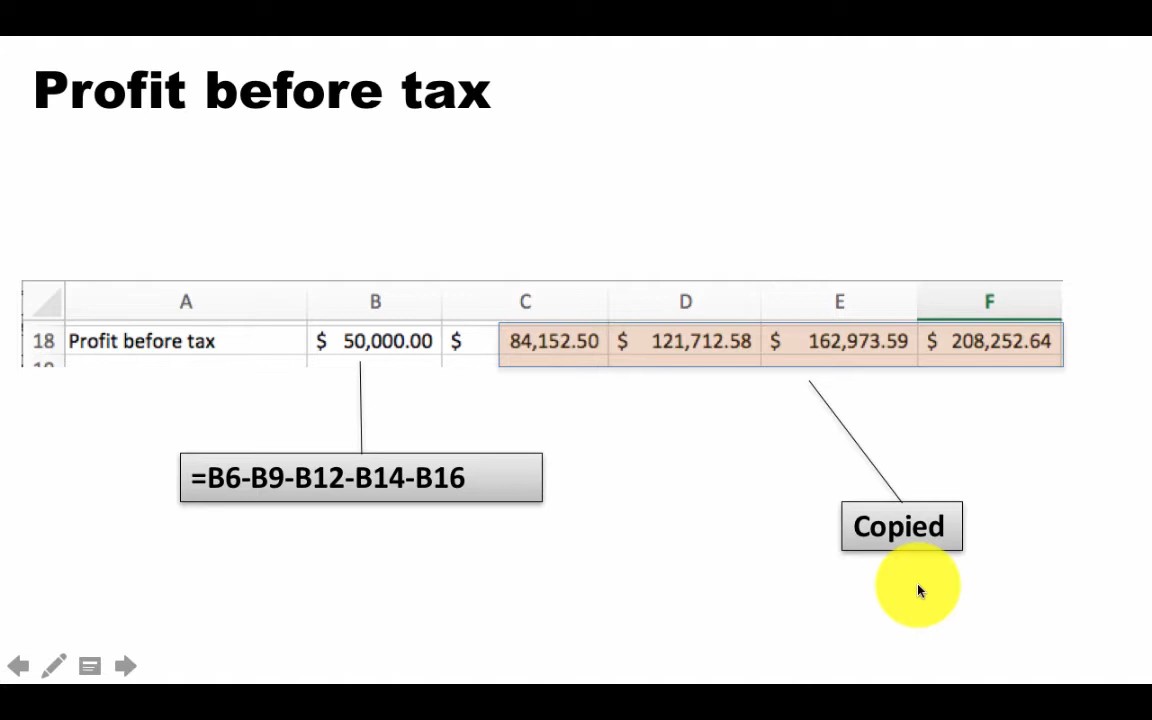 Profit before tax
A B C D E F
18 Profit before tax $ 50,000.00 $ 84,152.50 $ 121,712.58 $ 162,973.59 $ 208,252.64
=B6-B9-B12-B14-B16
Copied